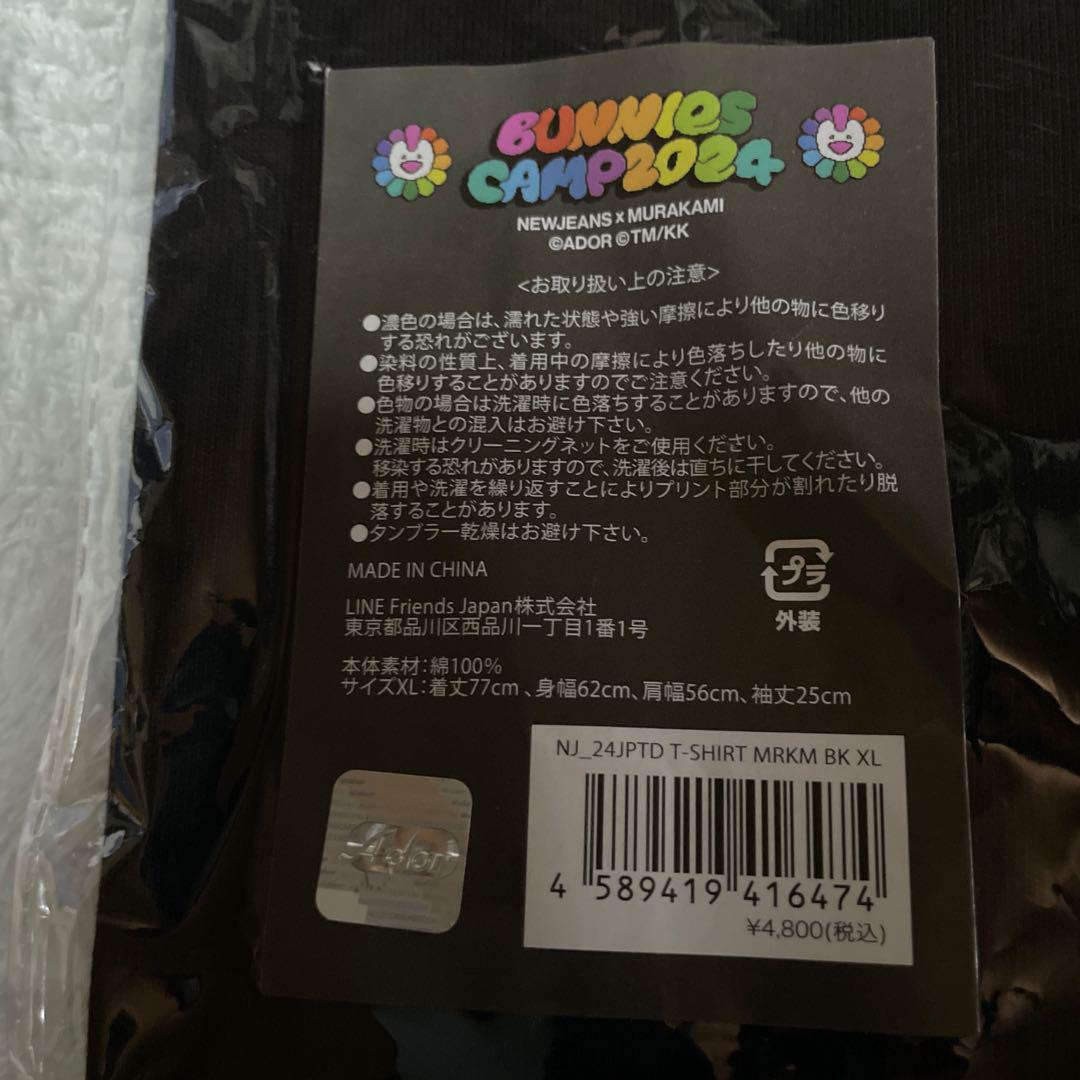 BUNNIES
CAMP2024
NEWJEANS x MURAKAMI
©ADOR ©TM/KK
<お取り扱い上の注意>
●濃色の場合は、濡れた状態や強い摩擦により他の物に色移り
する恐れがございます。
●染料の性質上、着用中の摩擦により色落ちしたり他の物に
色移りすることがありますのでご注意ください。
●色物の場合は洗濯時に色落ちすることがありますので、他の
洗濯物との混入はお避け下さい。
●洗濯時はクリーニングネットをご使用ください。
移染する恐れがありますので、洗濯後は直ちに干してください。
●着用や洗濯を繰り返すことによりプリント部分が割れたり脱
落することがあります。
●タンブラー乾燥はお避け下さい。
MADE IN CHINA
プラ
外装
LINE Friends Japan株式会社
東京都品川区西品川一丁目1番1号
本体素材：綿100%
サイズXL：着丈77cm、身幅62cm、肩幅56cm、袖丈25cm
NJ_24JPTD T-SHIRT MRKM BK XL
4 589419 416474
¥4,800(税込)
Ador